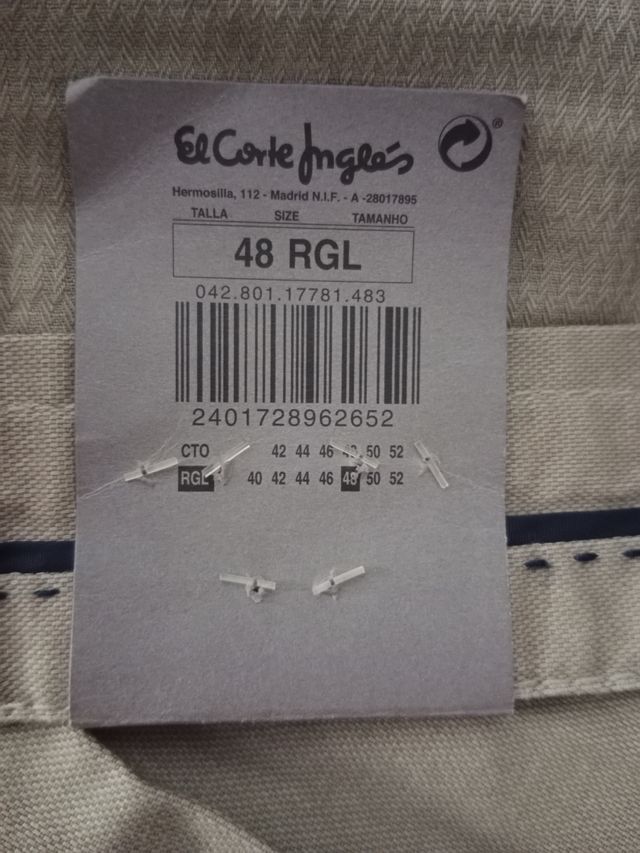 El Corte Inglés ®
Hermosilla, 112 - Madrid N.I.F. - A -28017895
TALLA SIZE TAMANHO
48 RGL
042.801.17781.483
2401728962652
CTO 42 44 46 48 50 52
RGL 40 42 44 46 48 50 52